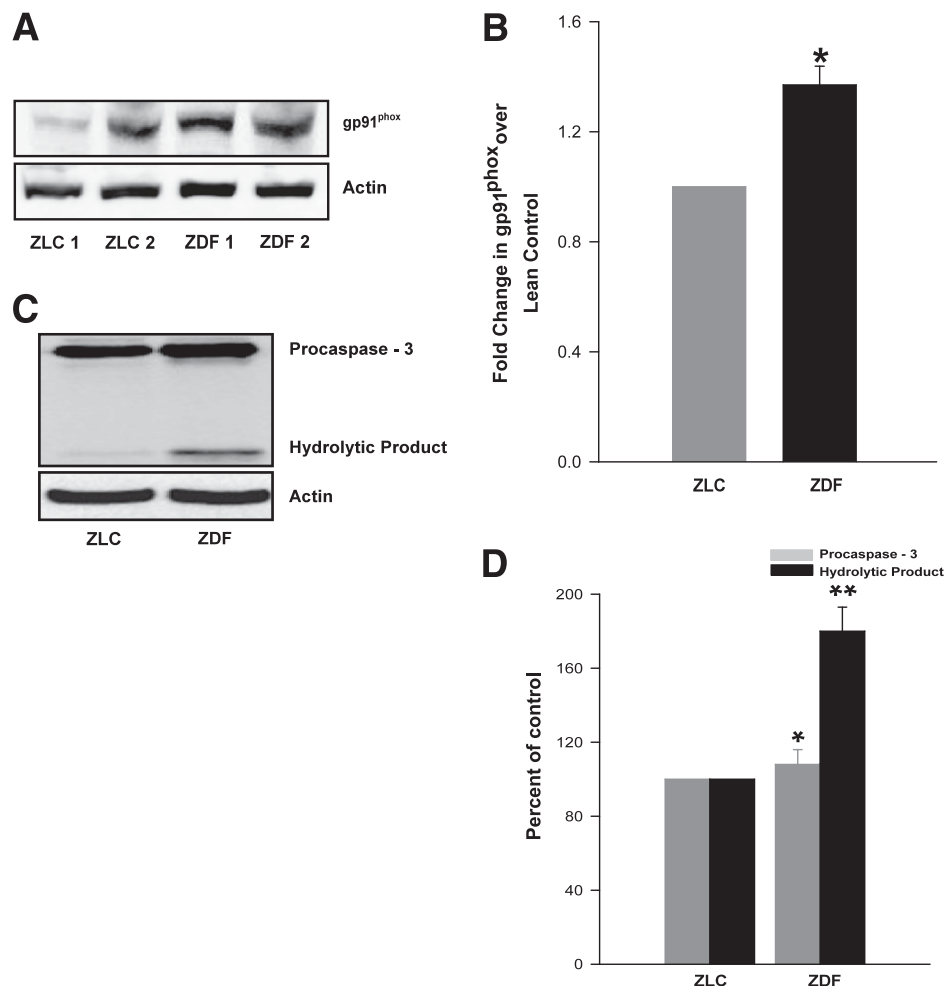 A
gp91phox
Actin
ZLC 1 ZLC 2 ZDF 1 ZDF 2
B
Fold Change in gp91phox over
Lean Control
1.6
1.2
0.8
0.4
0.0
ZLC ZDF
*
C
Procaspase - 3
Hydrolytic Product
Actin
ZLC ZDF
D
Procaspase - 3
Hydrolytic Product
Percent of control
200
160
120
80
40
0
*
**
ZLC ZDF